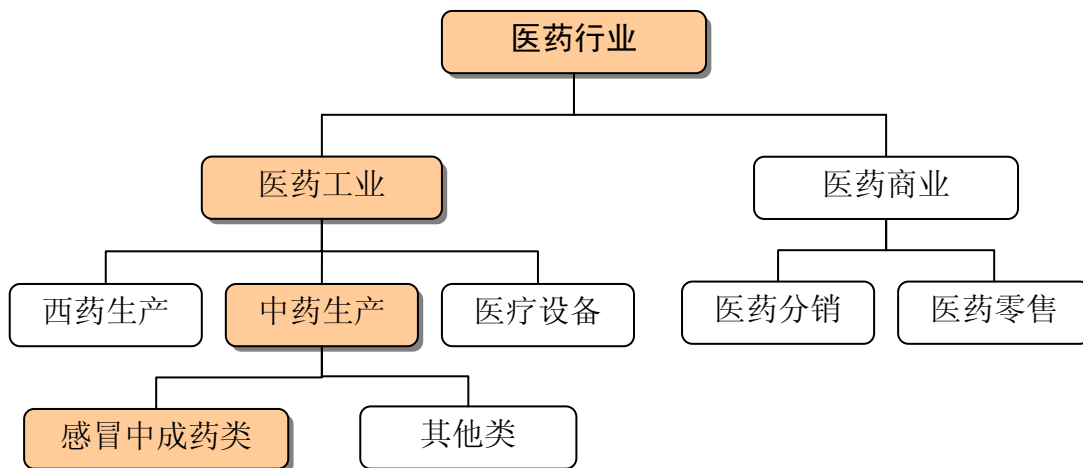 医药行业
医药工业
医药商业
西药生产
中药生产
医疗设备
医药分销
医药零售
感冒中成药类
其他类